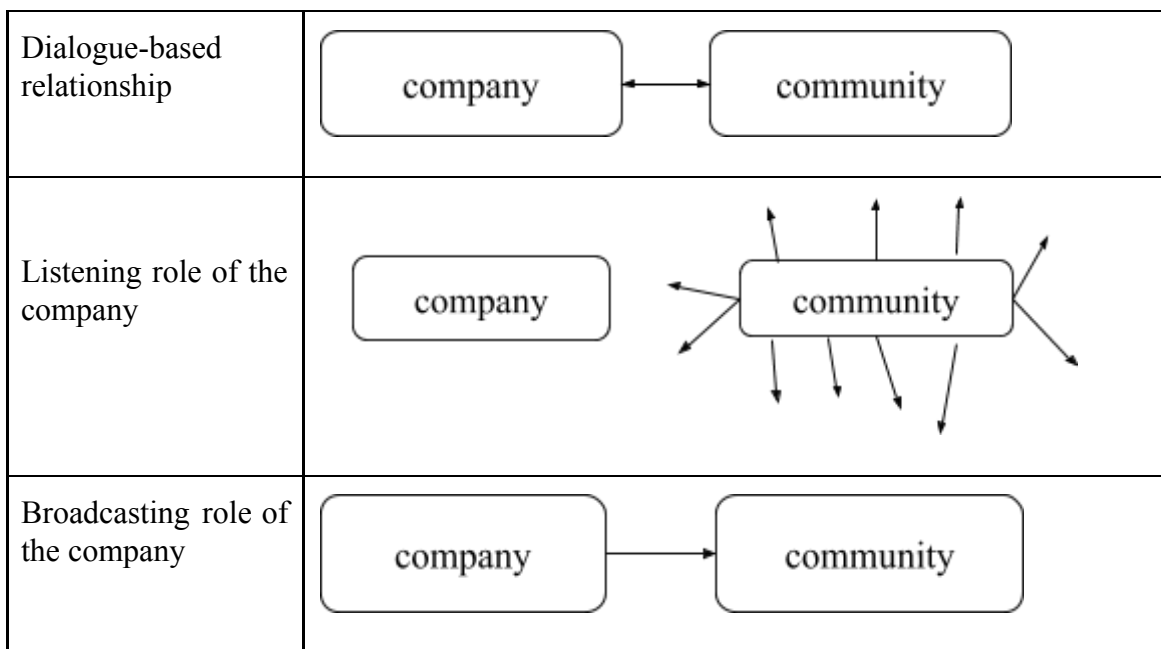 Dialogue-based
relationship
company
community
Listening role of the
company
company
community
Broadcasting role of
the company
company
community